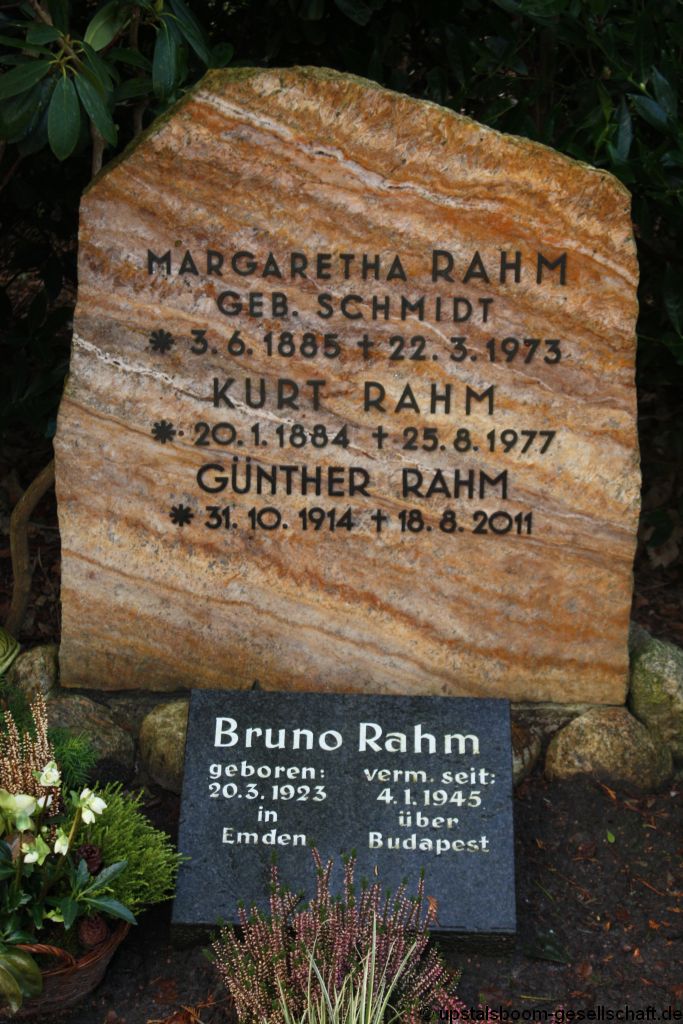 MARGARETHA RAHM
GEB. SCHMIDT
* 3. 6. 1885 + 22. 3. 1973
KURT RAHM
* 20. 1. 1884 + 25. 8. 1977
GÜNTHER RAHM
* 31. 10. 1914 + 18. 8. 2011
Bruno Rahm
geboren: verm. seit:
20.3.1923 4.1.1945
in über
Emden Budapest
© upstalsboom-gesellschaft.de